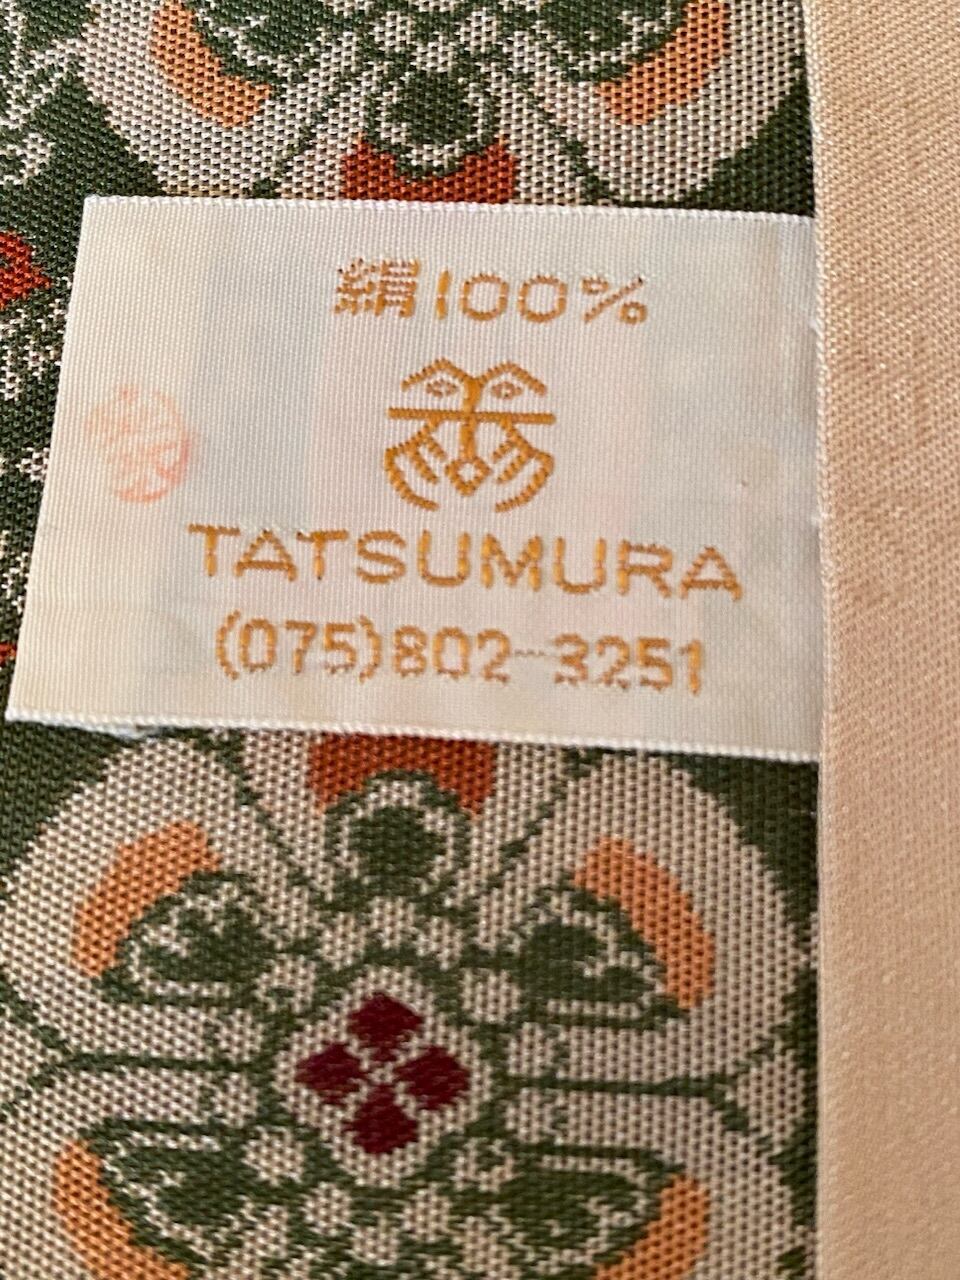 絹100%
TATSUMURA
(075)802-3251